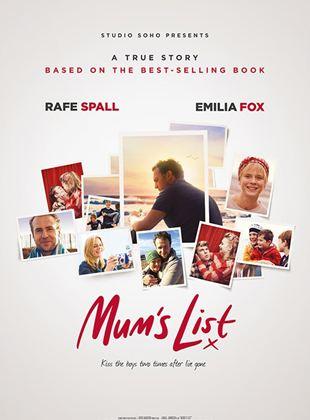 STUDIO SOHO PRESENTS
A TRUE STORY
BASED ON THE BEST-SELLING BOOK
RAFE SPALL EMILIA FOX
Mum's List x
Kiss the boys two times after I've gone